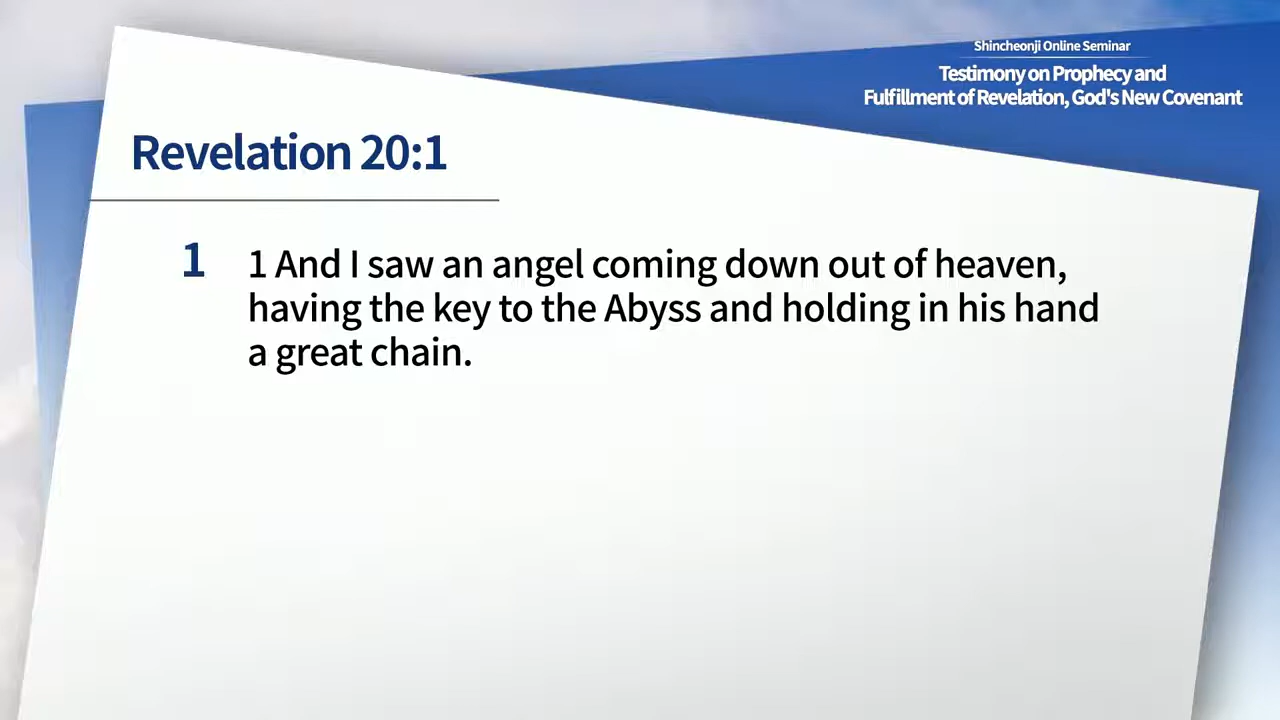 Shincheonji Online Seminar
Testimony on Prophecy and
Fulfillment of Revelation, God's New Covenant
Revelation 20:1
1 1 And I saw an angel coming down out of heaven,
having the key to the Abyss and holding in his hand
a great chain.